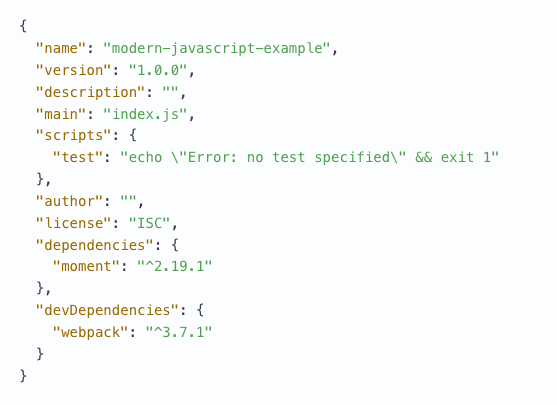 {
  "name": "modern-javascript-example",
  "version": "1.0.0",
  "description": "",
  "main": "index.js",
  "scripts": {
    "test": "echo \"Error: no test specified\" && exit 1"
  },
  "author": "",
  "license": "ISC",
  "dependencies": {
    "moment": "^2.19.1"
  },
  "devDependencies": {
    "webpack": "^3.7.1"
  }
}